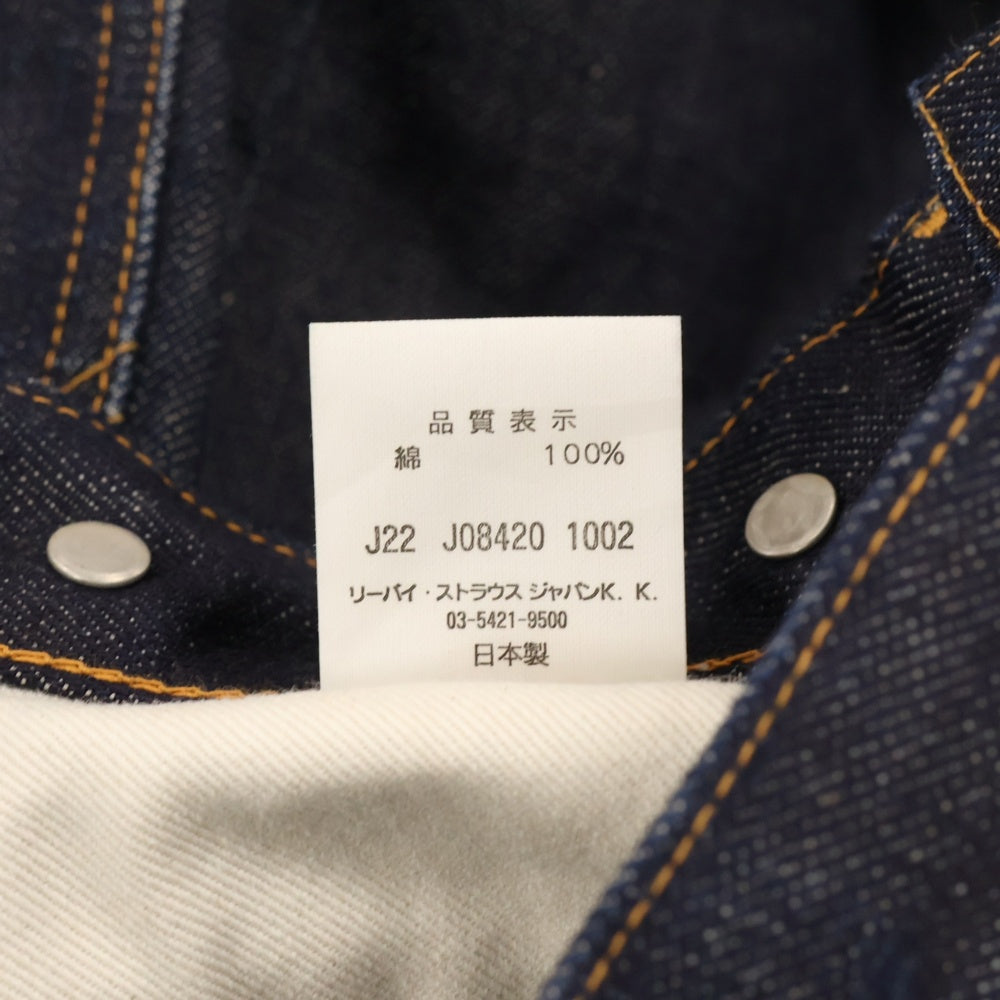 品質表示
綿 100%
J22 J08420 1002
リーバイ・ストラウス ジャパンK. K.
03-5421-9500
日本製